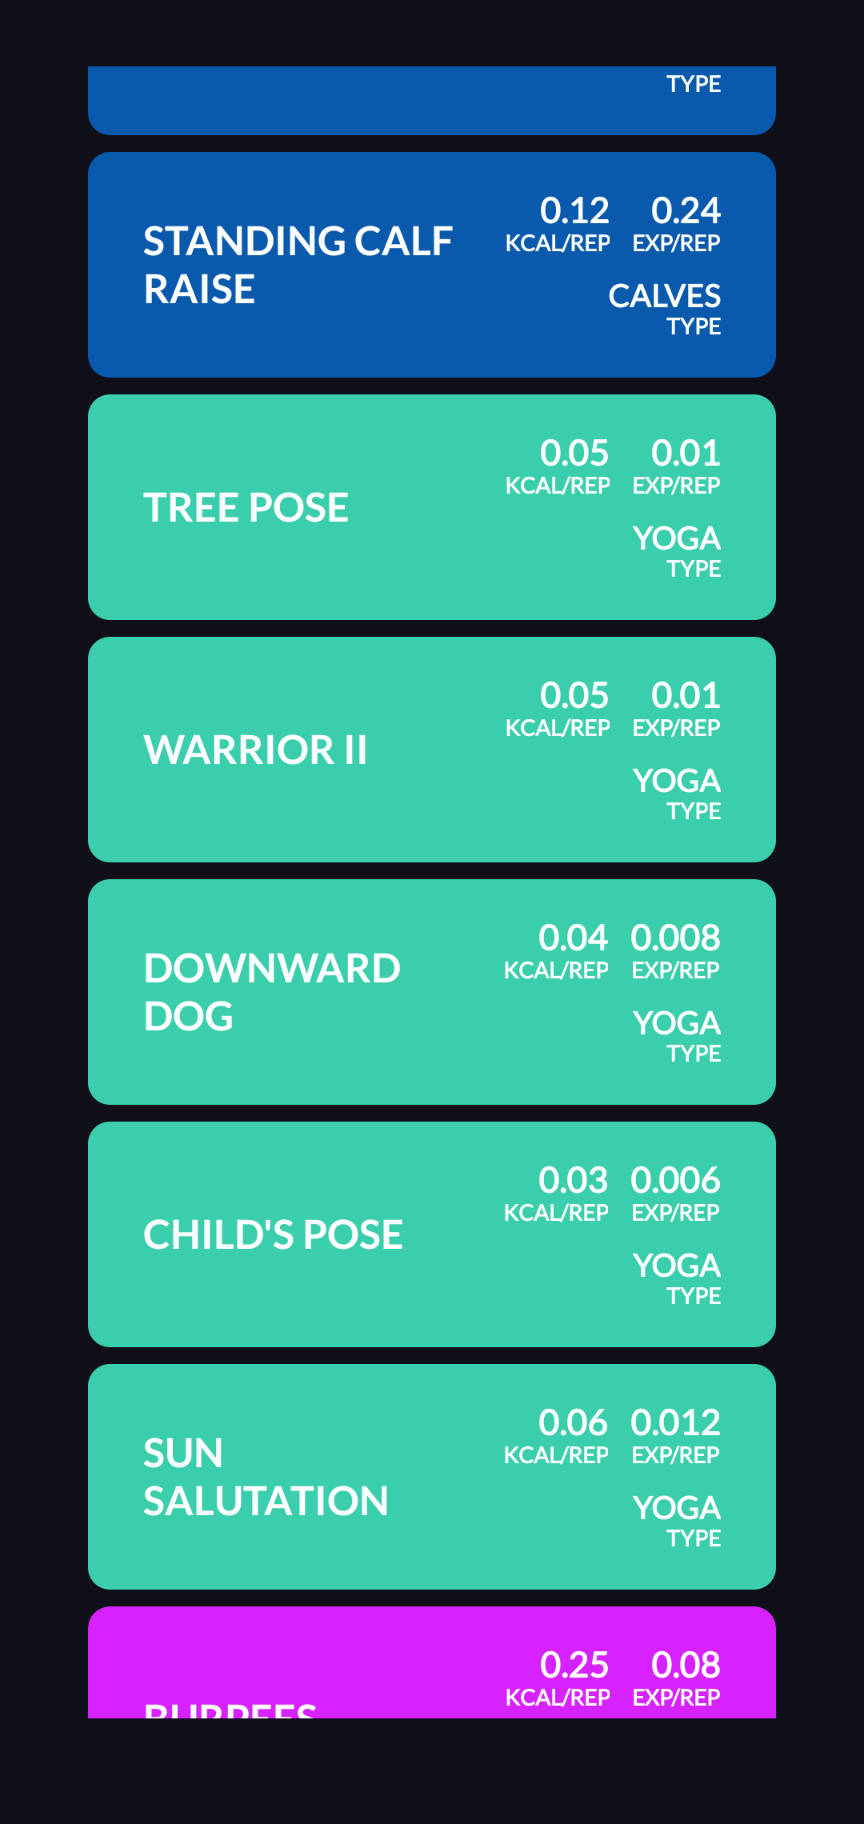 TYPE
STANDING CALF
RAISE
0.12 0.24
KCAL/REP EXP/REP
CALVES
TYPE
TREE POSE
0.05 0.01
KCAL/REP EXP/REP
YOGA
TYPE
WARRIOR II
0.05 0.01
KCAL/REP EXP/REP
YOGA
TYPE
DOWNWARD
DOG
0.04 0.008
KCAL/REP EXP/REP
YOGA
TYPE
CHILD'S POSE
0.03 0.006
KCAL/REP EXP/REP
YOGA
TYPE
SUN
SALUTATION
0.06 0.012
KCAL/REP EXP/REP
YOGA
TYPE
0.25 0.08
KCAL/REP EXP/REP
BURPEES